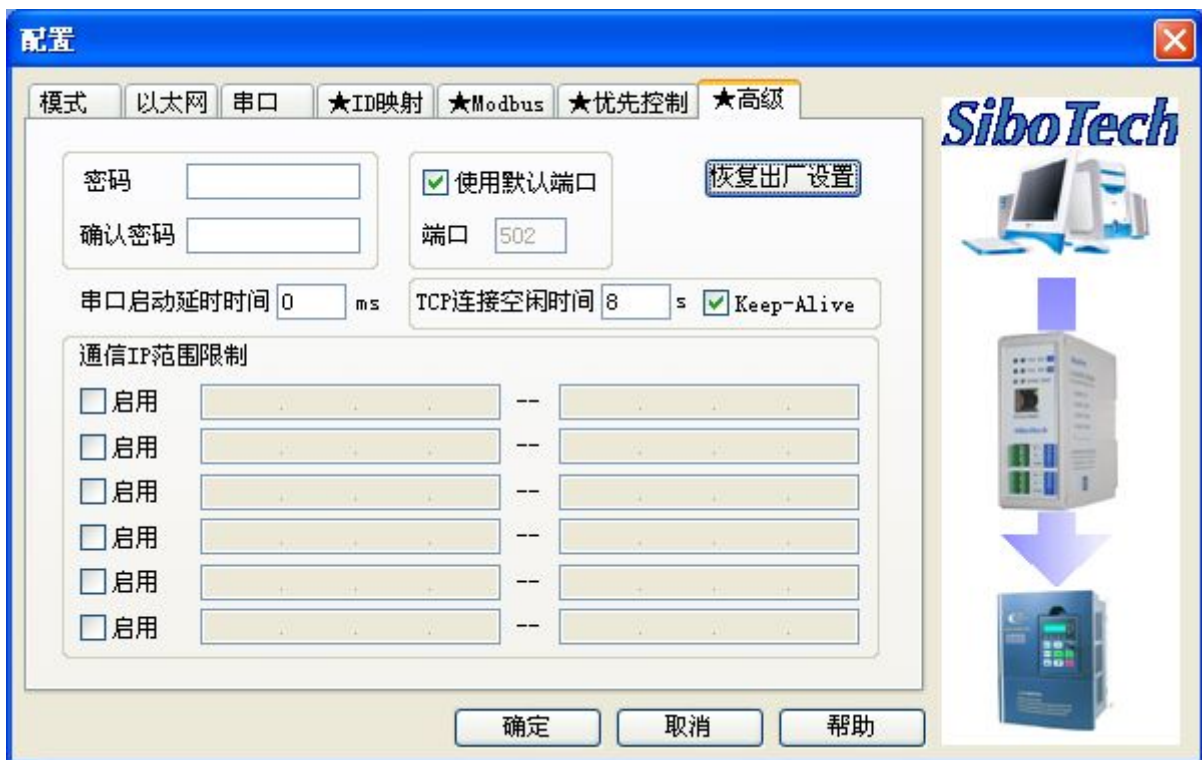 配置
模式 以太网 串口 ★ID映射 ★Modbus ★优先控制 ★高级
SiboTech
密码 使用默认端口 恢复出厂设置
确认密码 端口 502
串口启动延时时间 0 ms TCP连接空闲时间 8 s Keep-Alive
通信IP范围限制
启用 . . . -- . . .
启用 . . . -- . . .
启用 . . . -- . . .
启用 . . . -- . . .
启用 . . . -- . . .
启用 . . . -- . . .
确定 取消 帮助